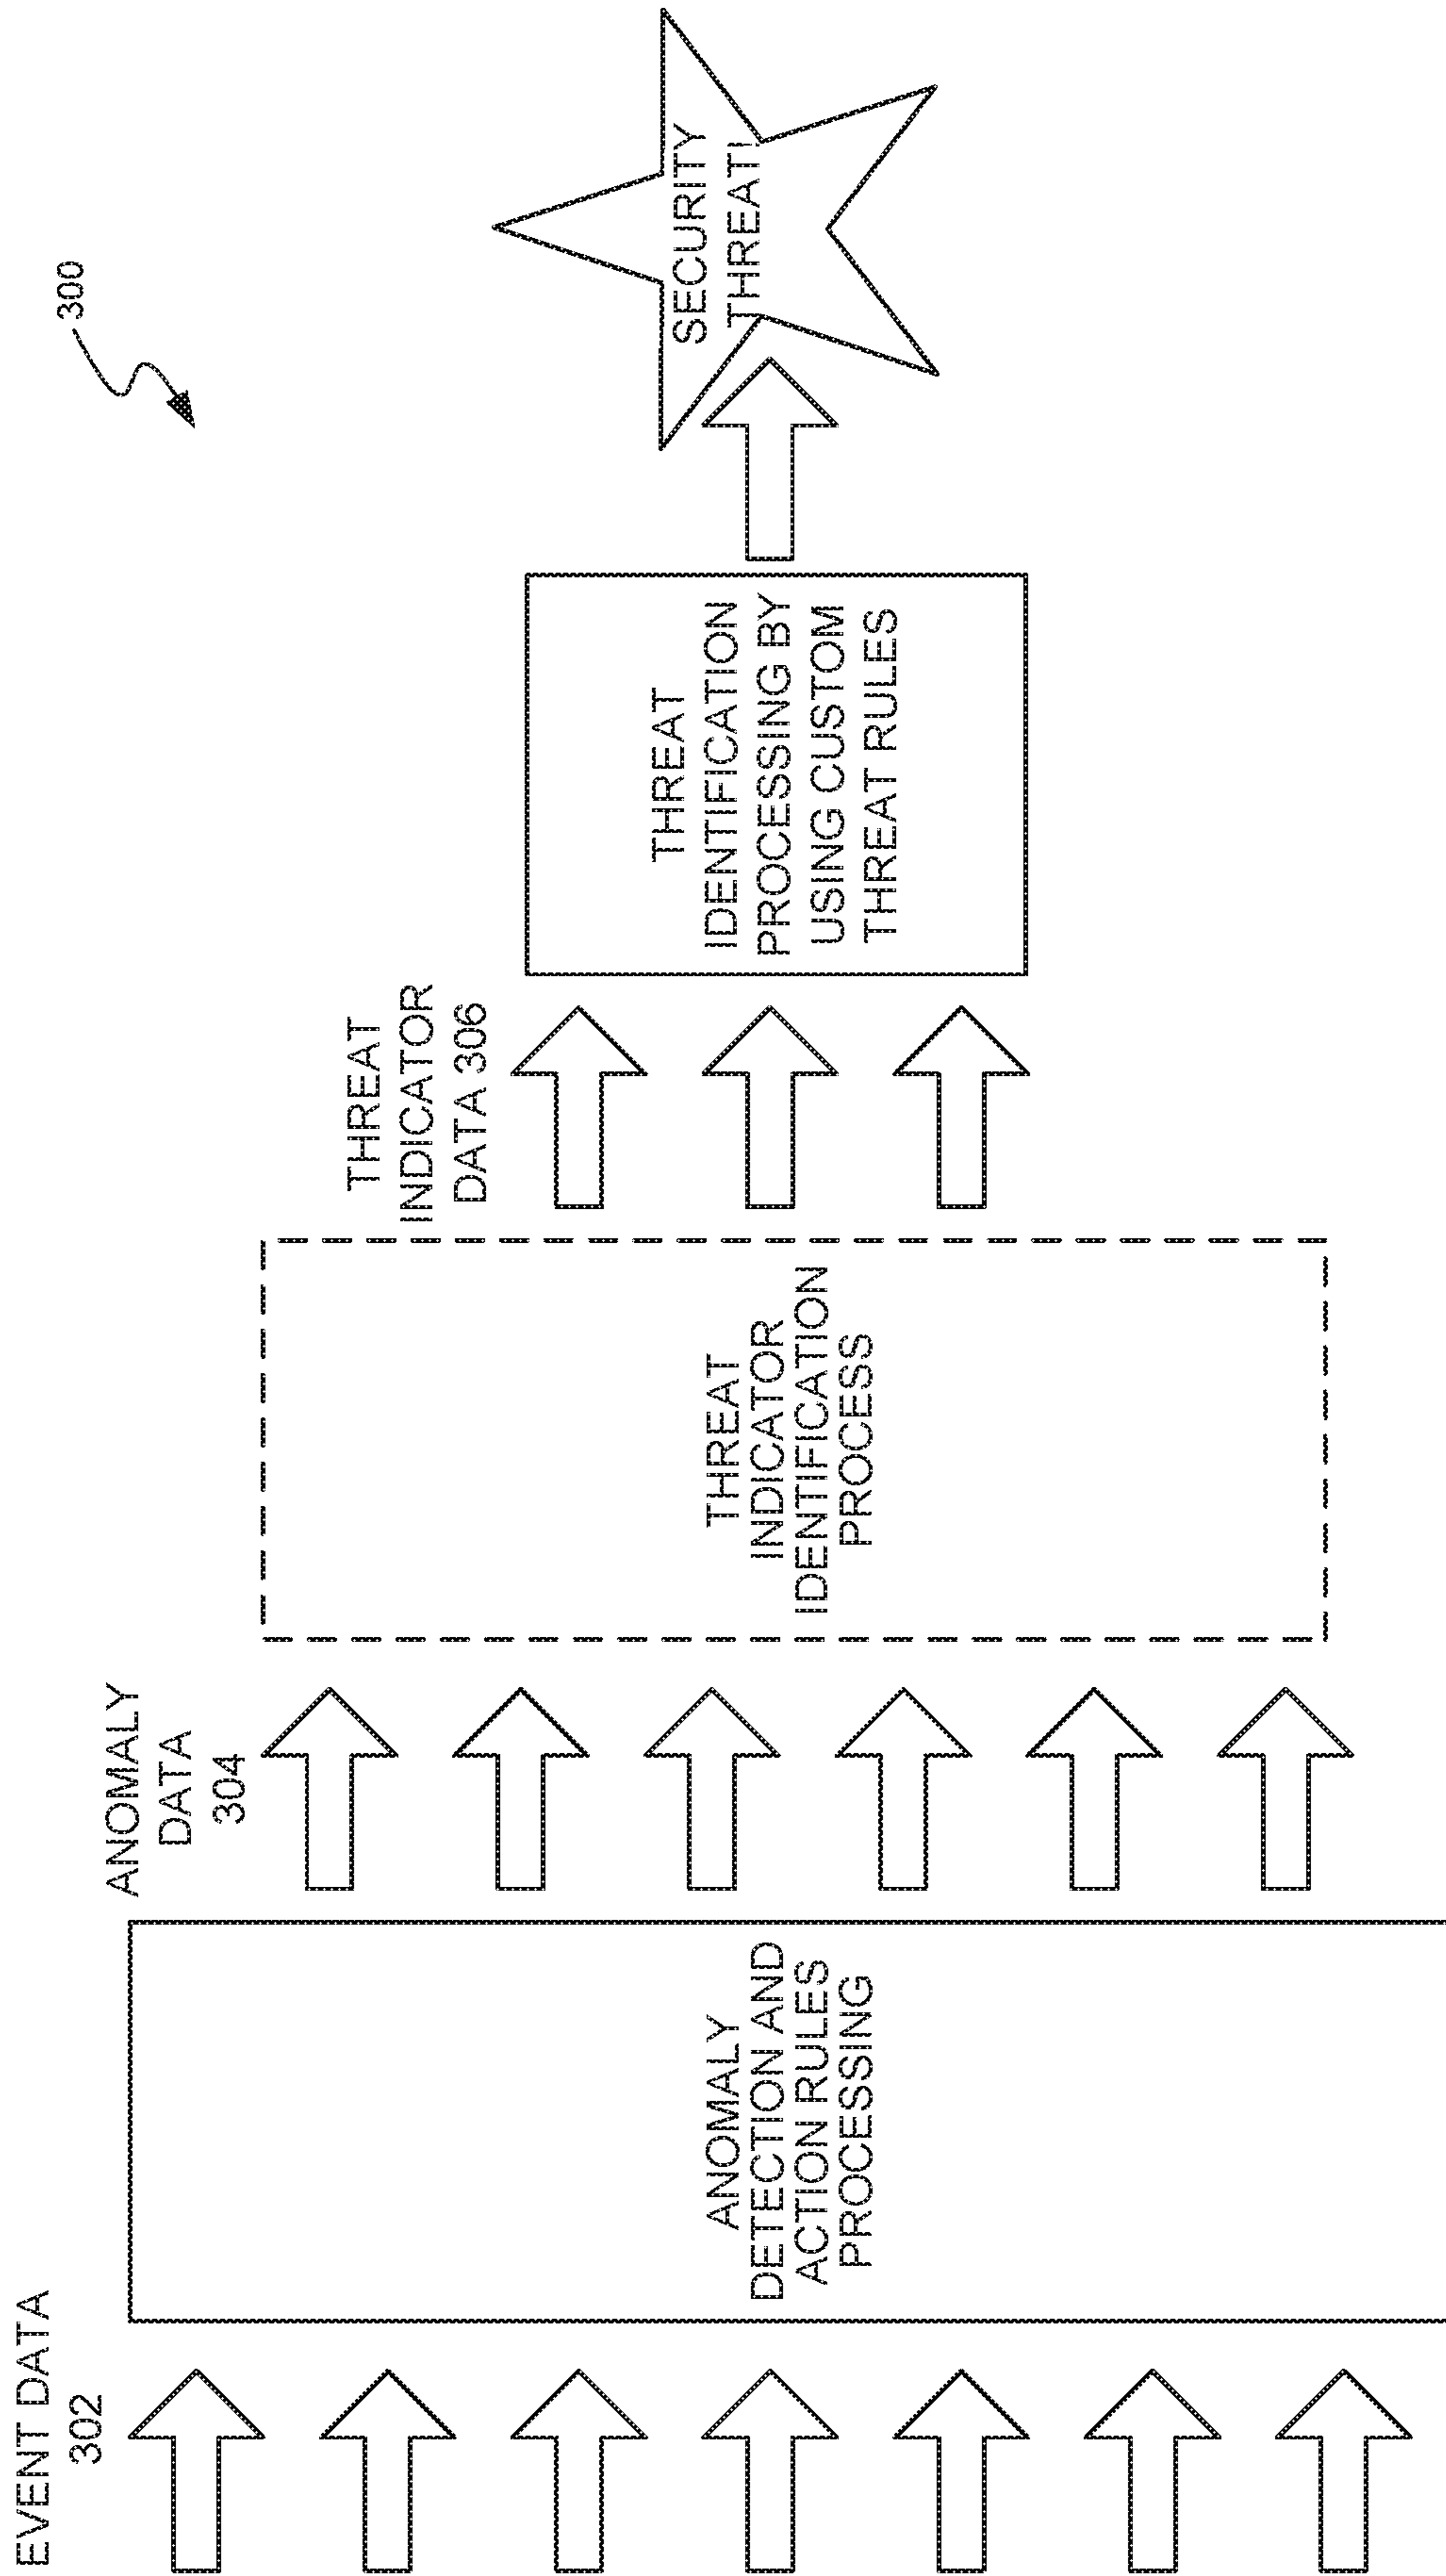 300
EVENT DATA
302
ANOMALY
DETECTION AND
ACTION RULES
PROCESSING
ANOMALY
DATA
304
THREAT
INDICATOR
IDENTIFICATION
PROCESS
THREAT
INDICATOR
DATA 306
THREAT
IDENTIFICATION
PROCESSING BY
USING CUSTOM
THREAT RULES
SECURITY
THREAT!